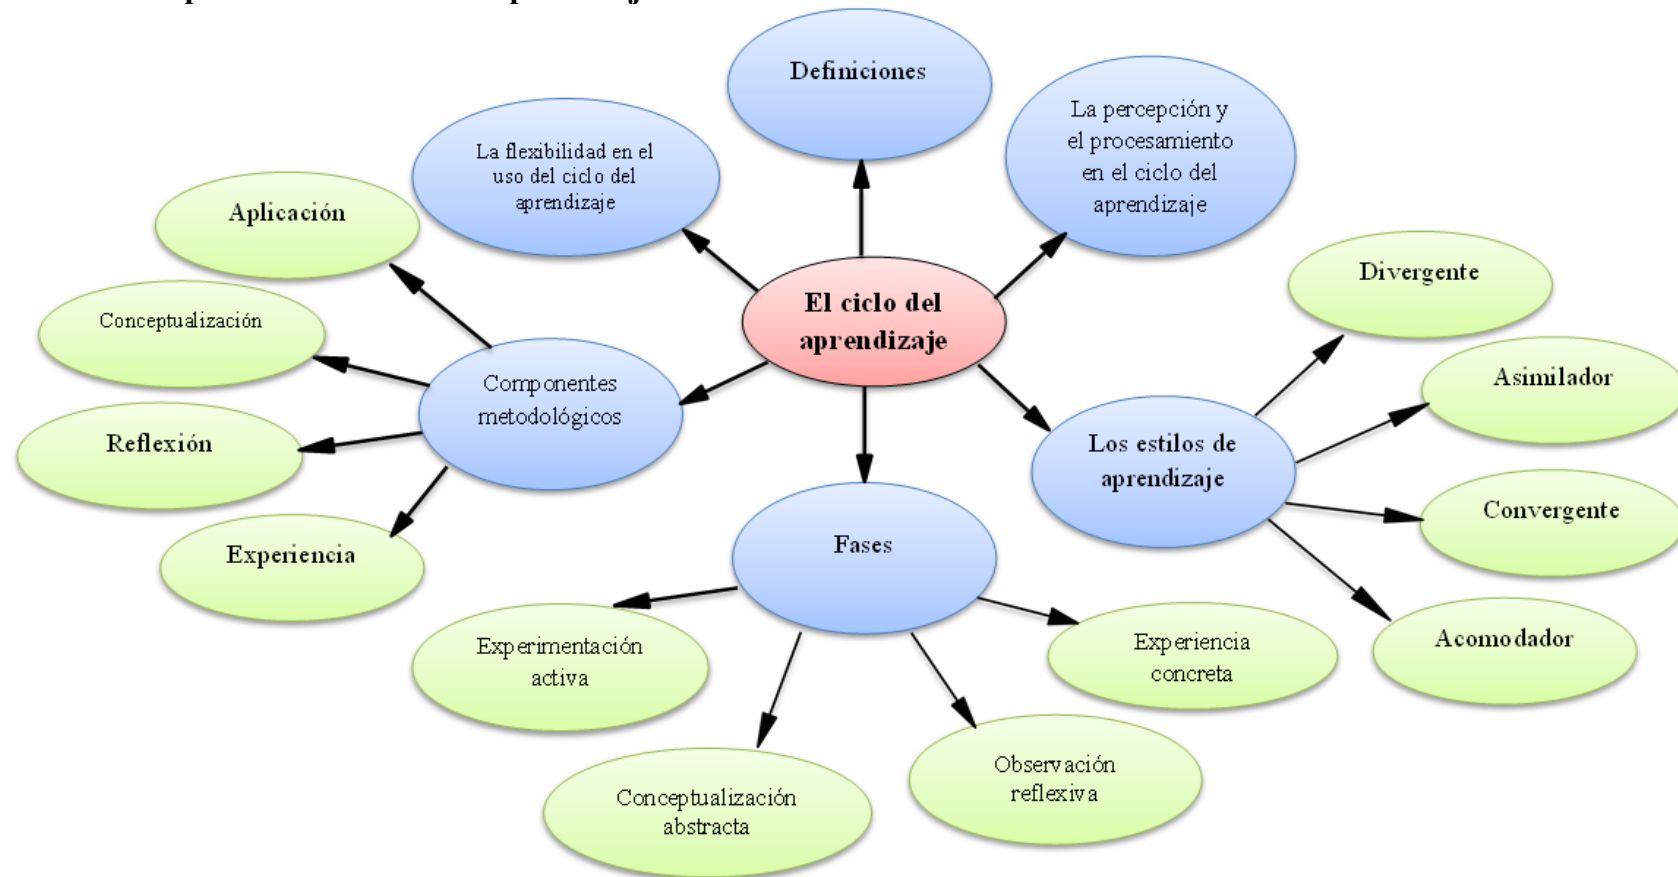 Definiciones
La percepción y
el procesamiento
en el ciclo del
aprendizaje
La flexibilidad en el
uso del ciclo del
aprendizaje
Aplicación
Divergente
El ciclo del
aprendizaje
Conceptualización
Asimilador
Componentes
metodológicos
Reflexión
Los estilos de
aprendizaje
Convergente
Experiencia
Fases
Acomodador
Experimentación
activa
Experiencia
concreta
Observación
reflexiva
Conceptualización
abstracta